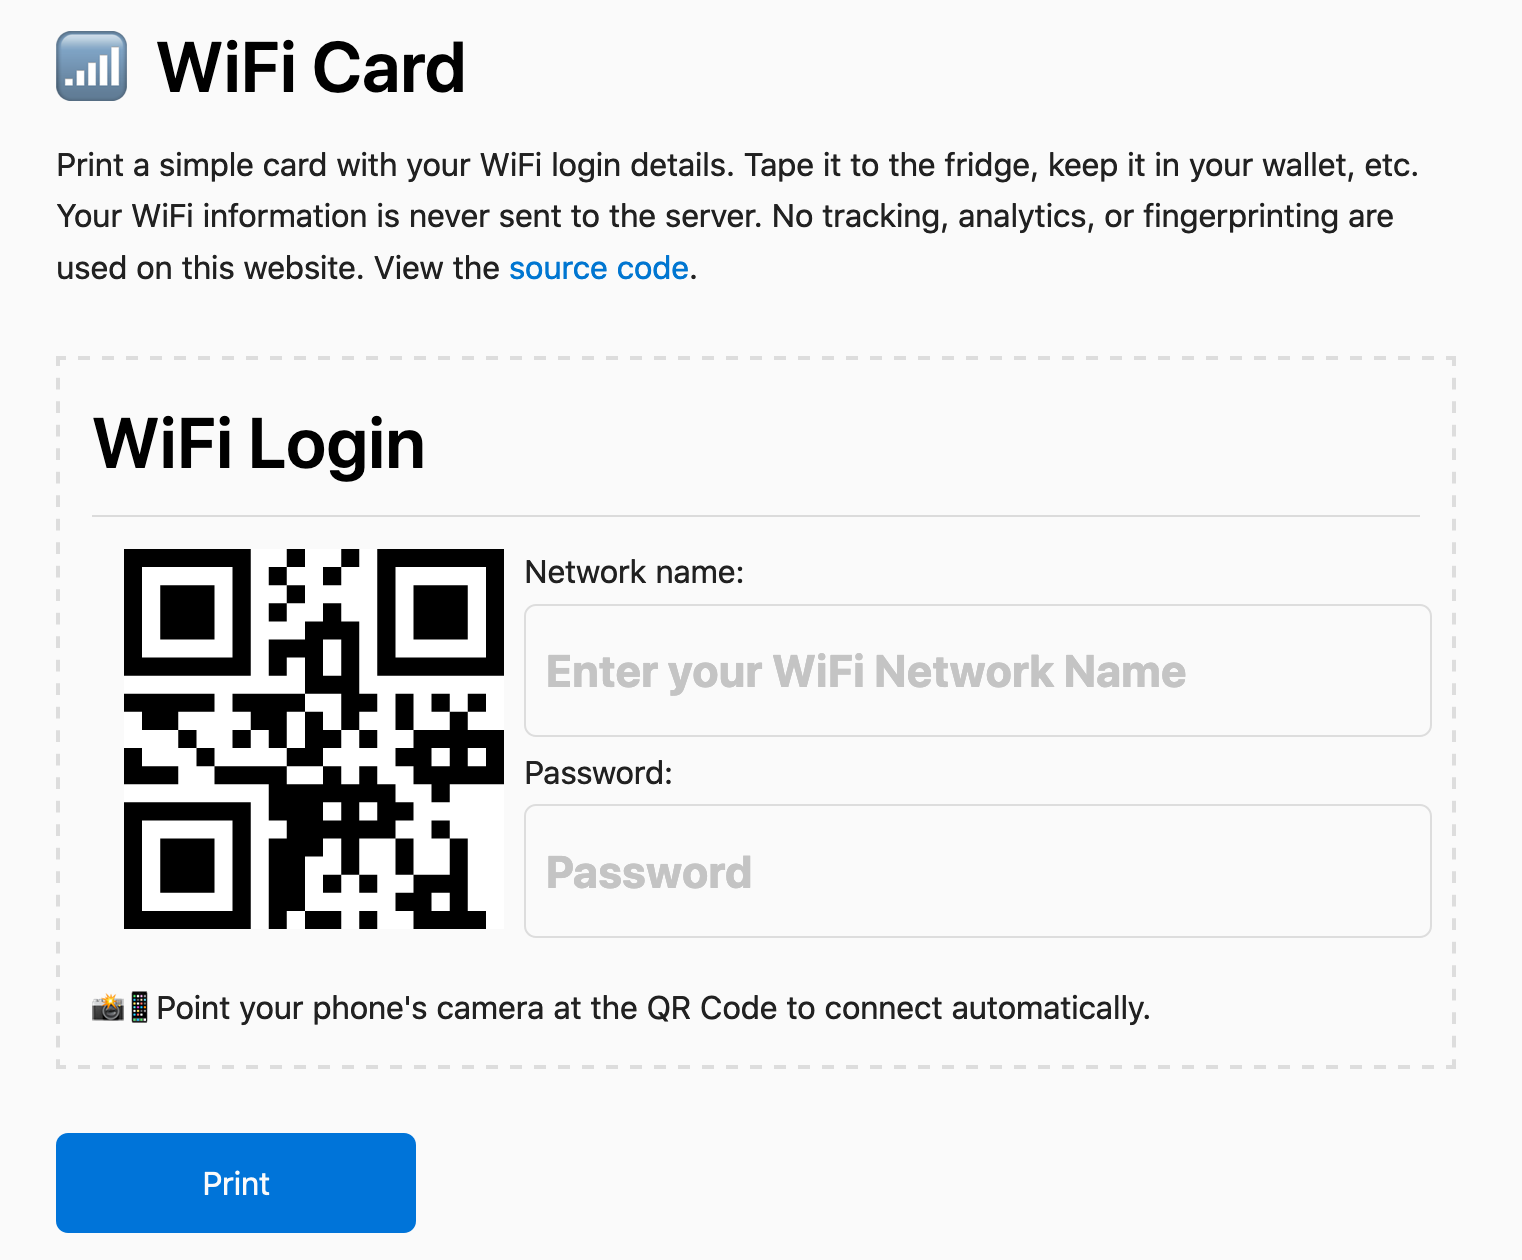 WiFi Card
Print a simple card with your WiFi login details. Tape it to the fridge, keep it in your wallet, etc.
Your WiFi information is never sent to the server. No tracking, analytics, or fingerprinting are
used on this website. View the source code.
WiFi Login
Network name:
Enter your WiFi Network Name
Password:
Password
Point your phone's camera at the QR Code to connect automatically.
Print